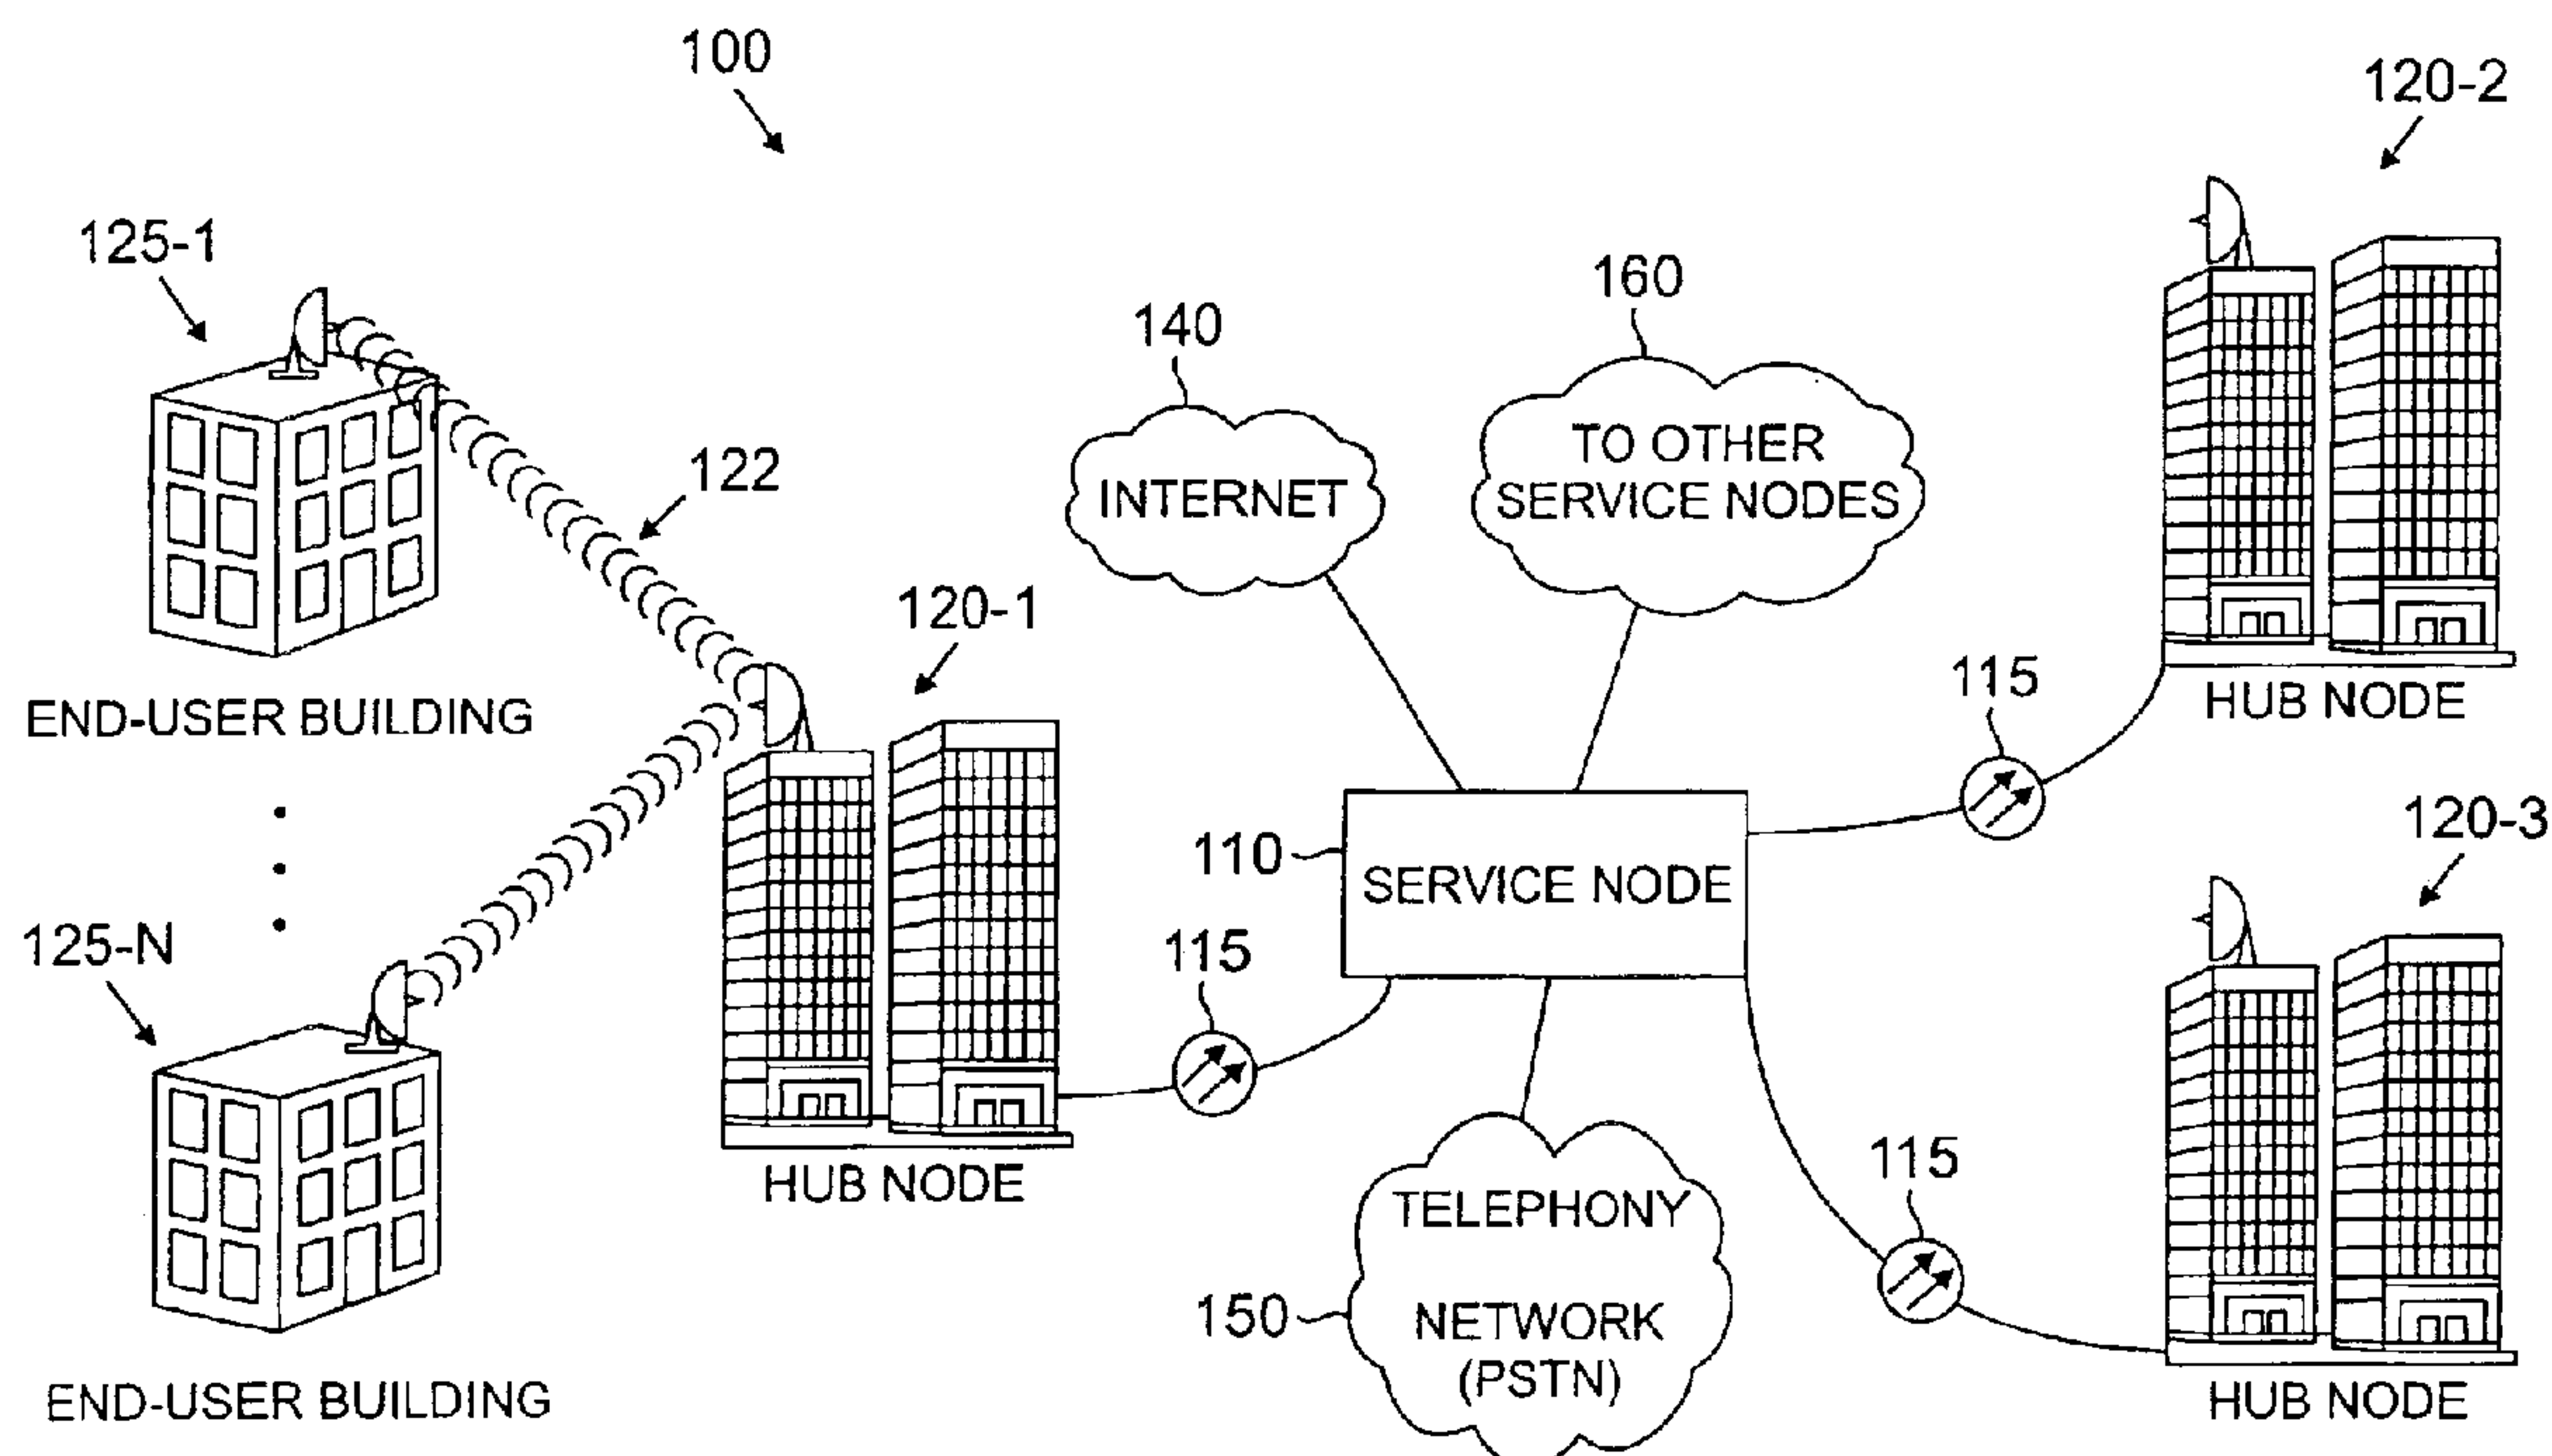 100
120-2
125-1
160
140
122
TO OTHER
SERVICE NODES
INTERNET
120-1
115
END-USER BUILDING
HUB NODE
120-3
110
SERVICE NODE
125-N
115
115
HUB NODE
TELEPHONY
150
NETWORK
(PSTN)
END-USER BUILDING
HUB NODE